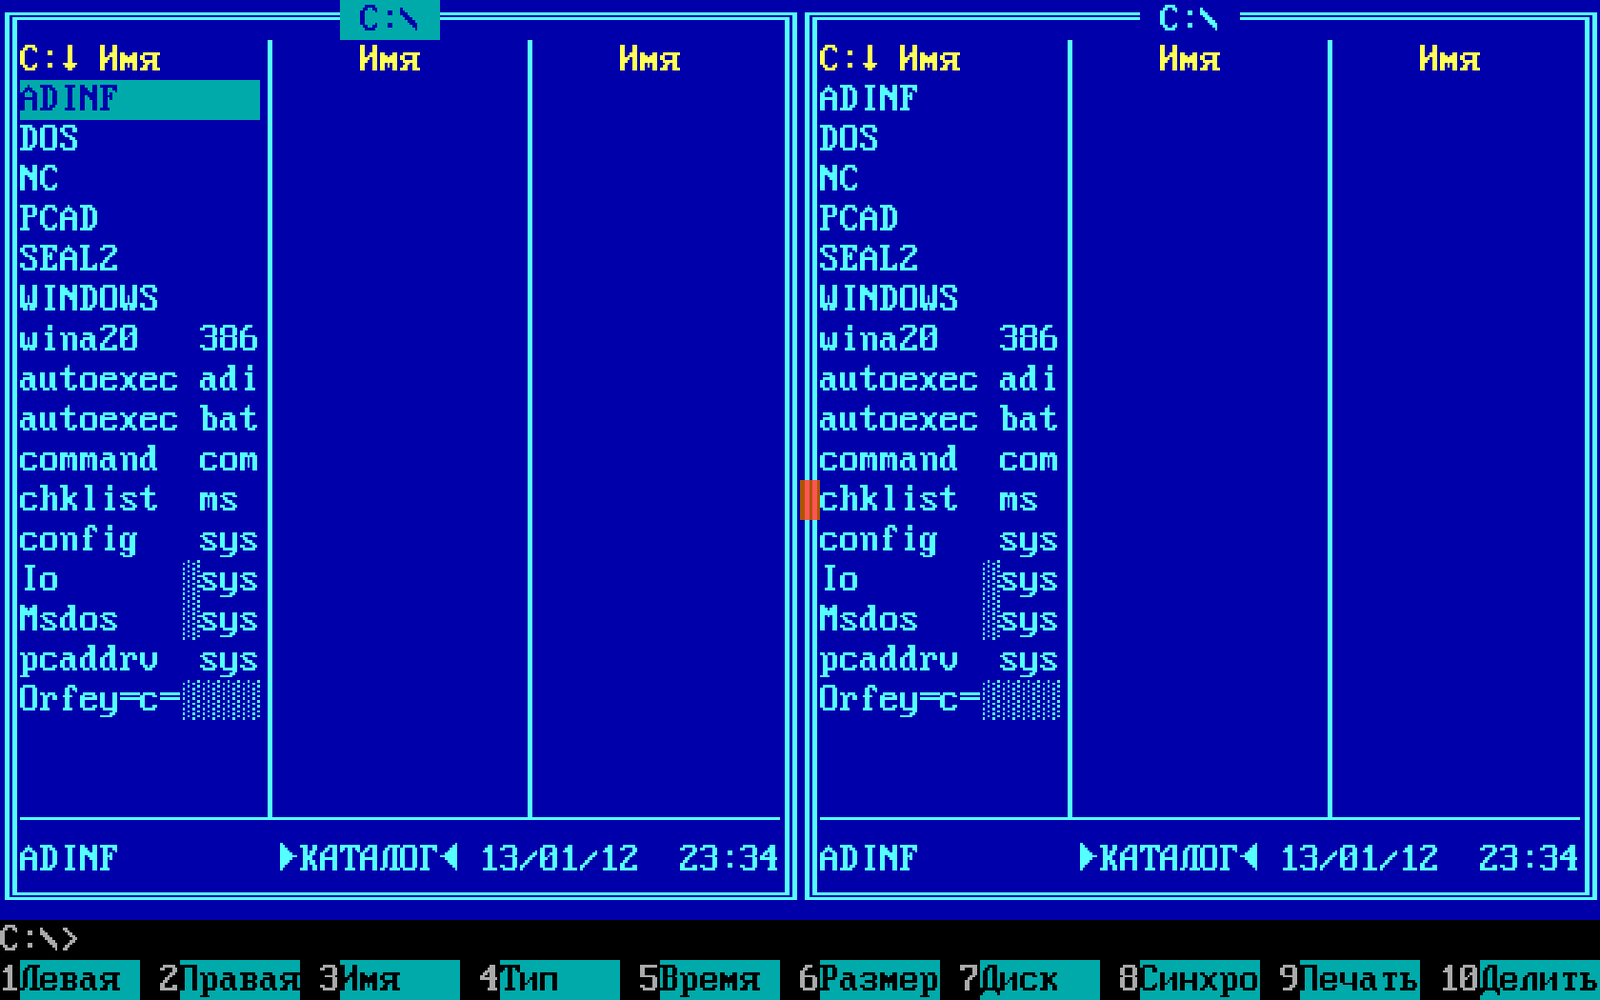 C:\ C:\
C:↓ Имя Имя Имя C:↓ Имя Имя Имя
ADINF ADINF
DOS DOS
NC NC
PCAD PCAD
SEAL2 SEAL2
WINDOWS WINDOWS
wina20 386 wina20 386
autoexec adi autoexec adi
autoexec bat autoexec bat
command com command com
chklist ms chklist ms
config sys config sys
Io ░sys Io ░sys
Msdos ░sys Msdos ░sys
pcaddrv sys pcaddrv sys
Orfey=c=░░░░ Orfey=c=░░░░
ADINF ►КАТАЛОГ◄ 13/01/12 23:34 ADINF ►КАТАЛОГ◄ 13/01/12 23:34
C:\>
1Левая 2Правая 3Имя 4Тип 5Время 6Размер 7Диск 8Синхро 9Печать 10Делить